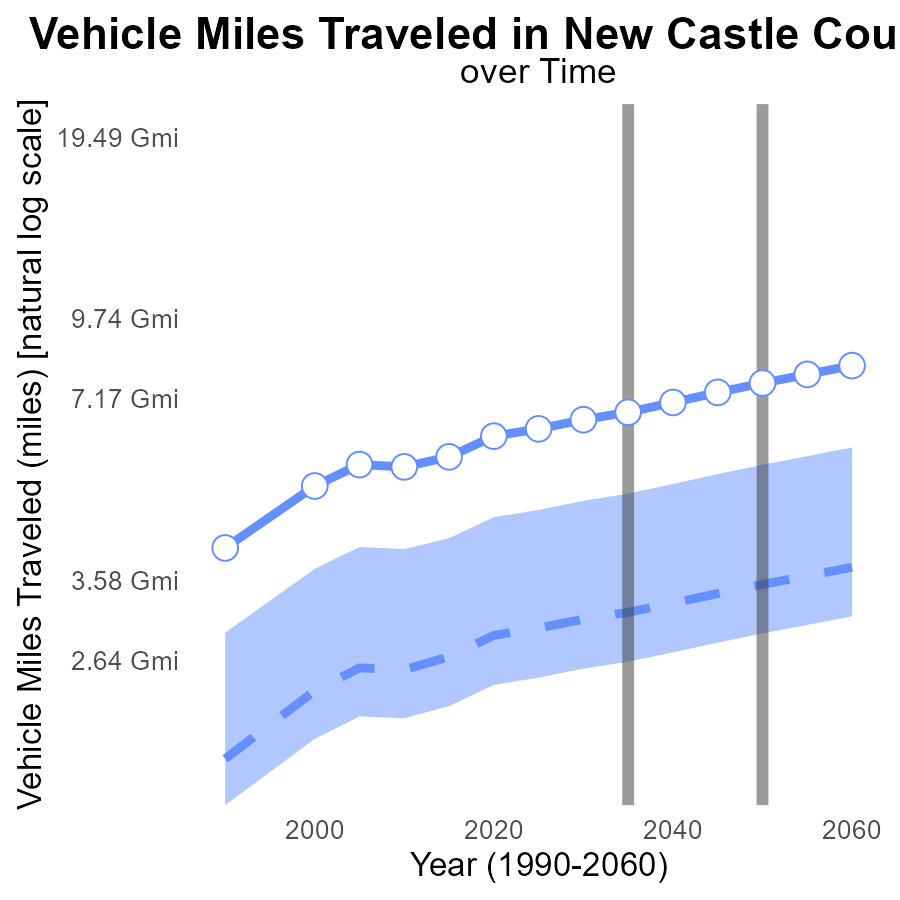 Vehicle Miles Traveled in New Castle Cou
over Time
Vehicle Miles Traveled (miles) [natural log scale]
19.49 Gmi
9.74 Gmi
7.17 Gmi
3.58 Gmi
2.64 Gmi
2000 2020 2040 2060
Year (1990-2060)